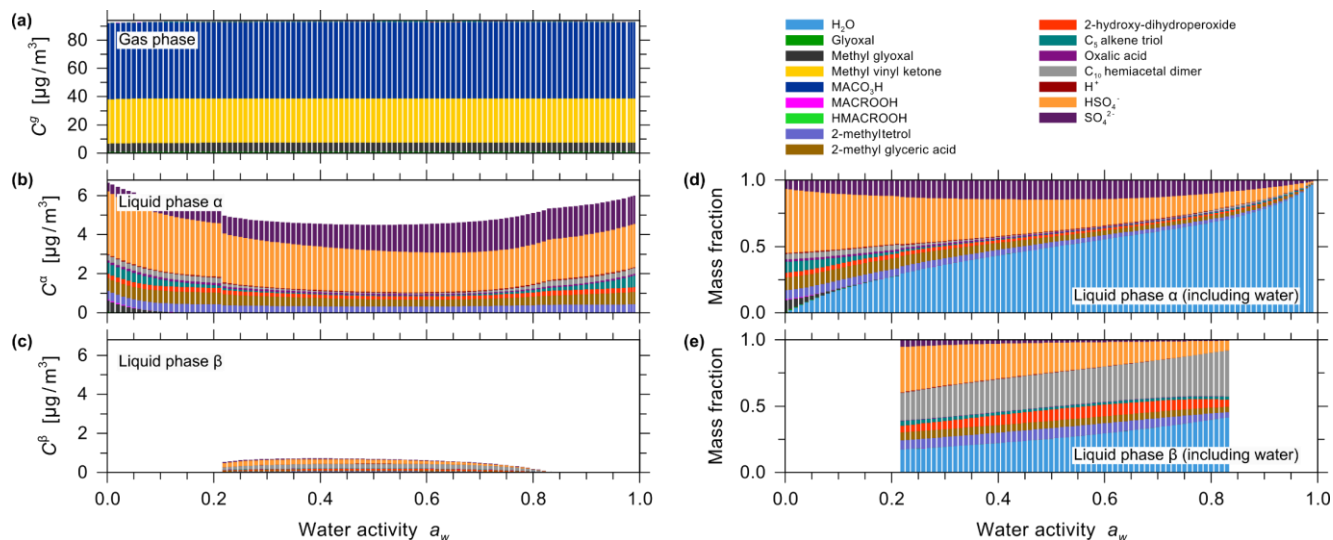 (a)
Gas phase
C^g [µg / m³]
80
60
40
20
0
(b)
Liquid phase α
C^α [µg / m³]
6
4
2
0
(c)
Liquid phase β
C^β [µg / m³]
6
4
2
0
0.0 0.2 0.4 0.6 0.8 1.0
Water activity a_w
H₂O
Glyoxal
Methyl glyoxal
Methyl vinyl ketone
MACO₃H
MACROOH
HMACROOH
2-methyltetrol
2-methyl glyceric acid
2-hydroxy-dihydroperoxide
C₅ alkene triol
Oxalic acid
C₁₀ hemiacetal dimer
H⁺
HSO₄⁻
SO₄²⁻
(d)
Mass fraction
1.0
0.5
0.0
Liquid phase α (including water)
(e)
Mass fraction
1.0
0.5
0.0
Liquid phase β (including water)
0.0 0.2 0.4 0.6 0.8 1.0
Water activity a_w